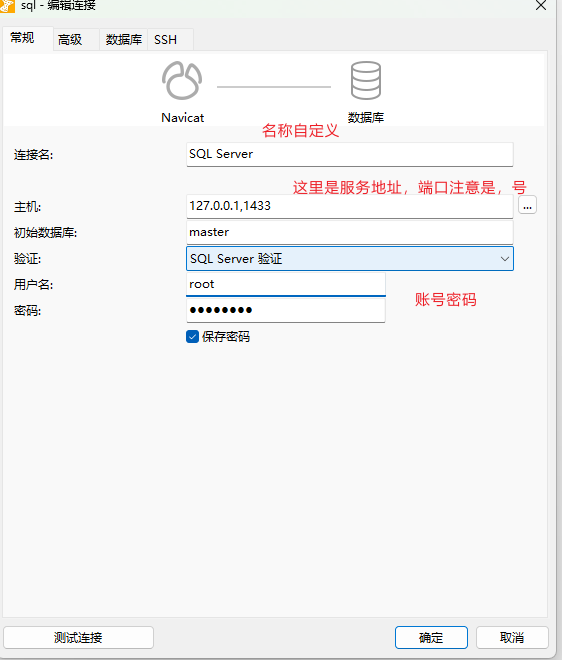 sql - 编辑连接
常规 高级 数据库 SSH
Navicat 数据库
名称自定义
连接名: SQL Server
这里是服务地址，端口注意是，号
主机: 127.0.0.1,1433 ...
初始数据库: master
验证: SQL Server 验证
用户名: root
账号密码
密码: ●●●●●●●●
保存密码
测试连接 确定 取消